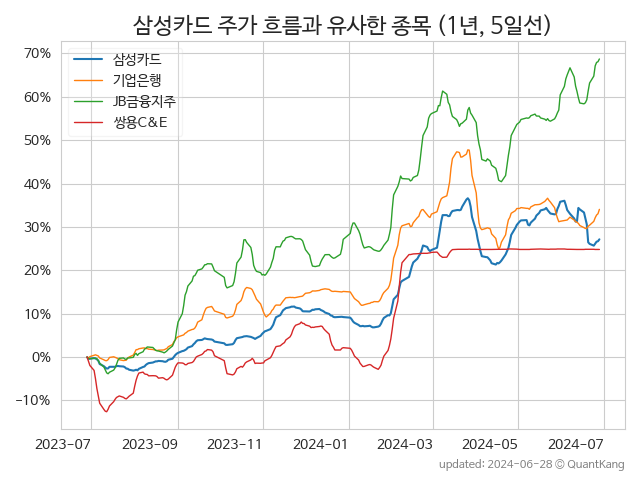 삼성카드 주가 흐름과 유사한 종목 (1년, 5일선)
삼성카드
기업은행
JB금융지주
쌍용C&E
70%
60%
50%
40%
30%
20%
10%
0%
−10%
2023-07 2023-09 2023-11 2024-01 2024-03 2024-05 2024-07
updated: 2024-06-28 © QuantKang